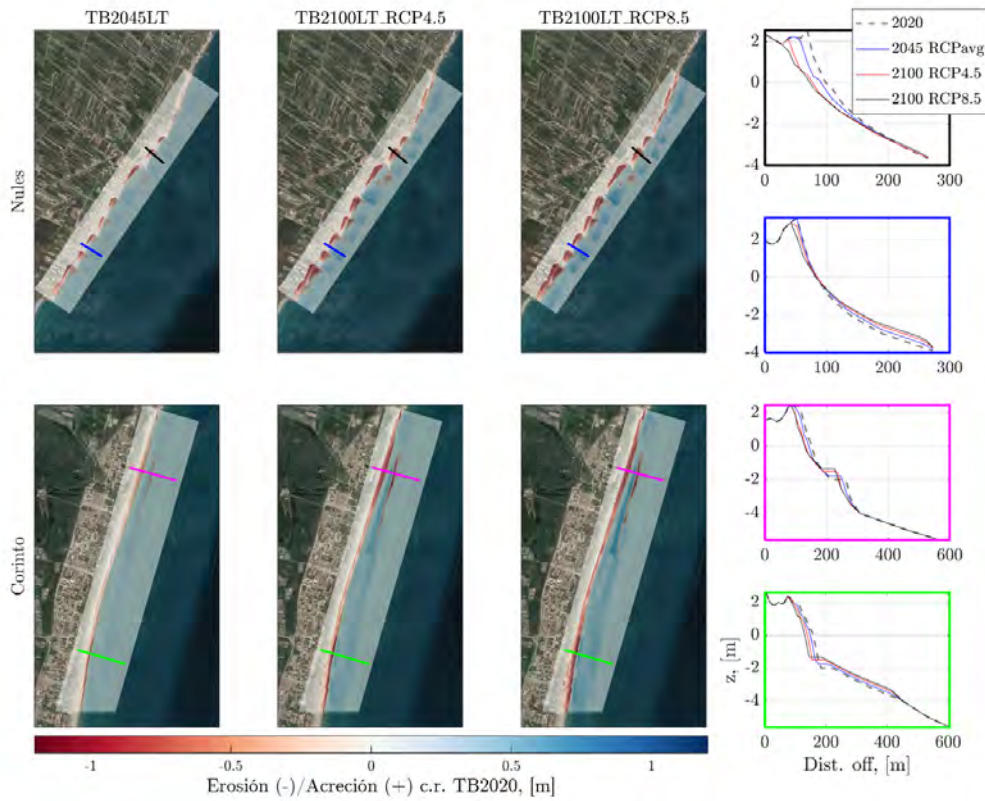 TB2045LT
TB2100LT_RCP4.5
TB2100LT_RCP8.5
2020
2045 RCPavg
2100 RCP4.5
2100 RCP8.5
2
0
-2
-4
0 100 200 300
Nules
2
0
-2
-4
0 100 200 300
2
0
-2
-4
0 200 400 600
Corinto
2
0
-2
-4
z, [m]
0 200 400 600
Dist. off, [m]
-1 -0.5 0 0.5 1
Erosión (-)/Acreción (+) c.r. TB2020, [m]